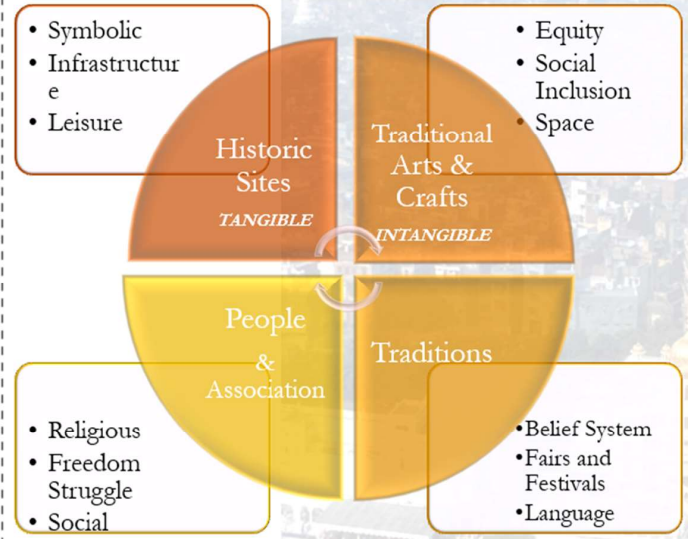 • Symbolic
• Infrastructur
e
• Leisure
• Equity
• Social
Inclusion
• Space
Historic
Sites
TANGIBLE
Traditional
Arts &
Crafts
INTANGIBLE
People
&
Association
Traditions
• Religious
• Freedom
Struggle
• Social
•Belief System
•Fairs and
Festivals
•Language